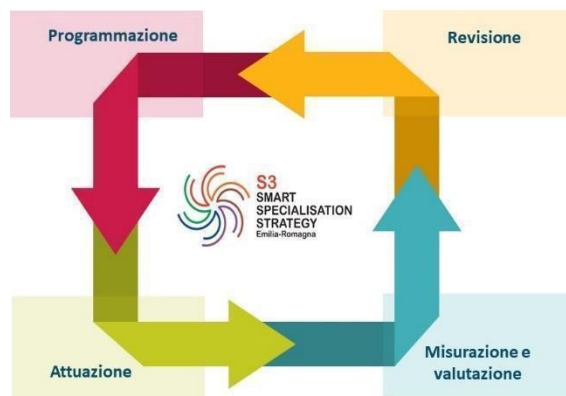 Programmazione
Revisione
S3
SMART
SPECIALISATION
STRATEGY
Emilia-Romagna
Attuazione
Misurazione e
valutazione